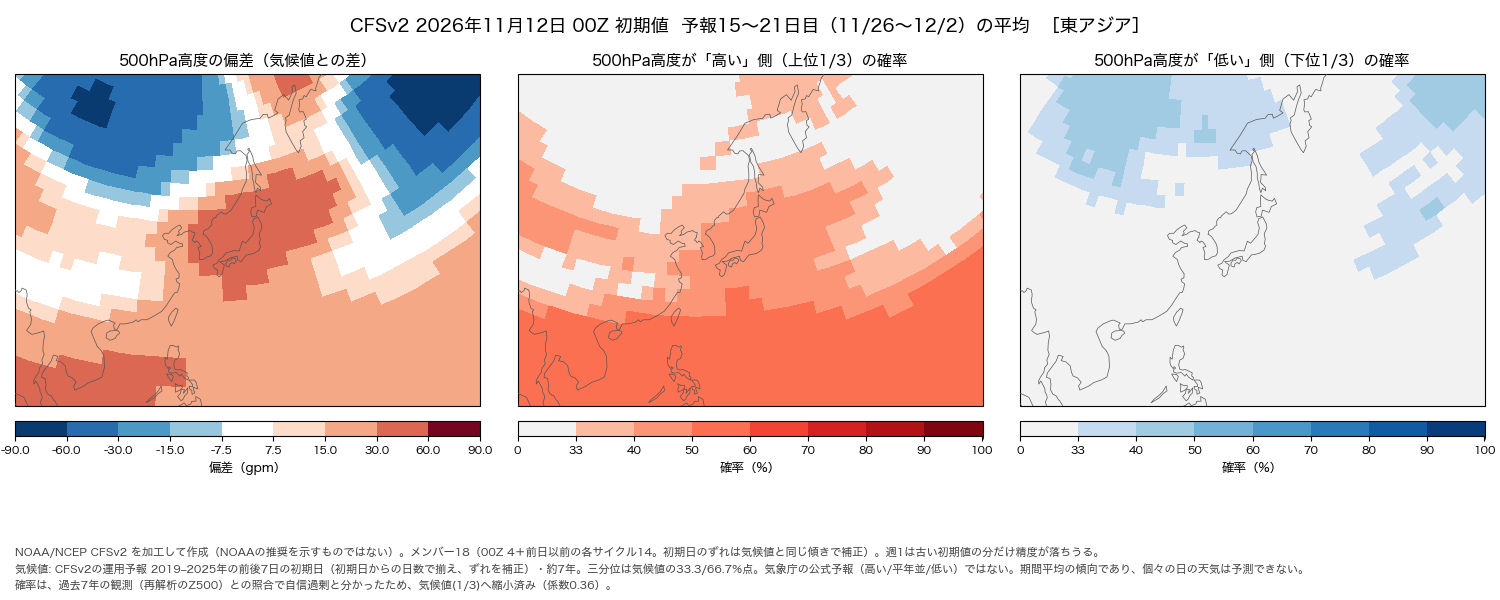 CFSv2 2026年11月12日 00Z 初期値  予報15〜21日目（11/26〜12/2）の平均  ［東アジア］
500hPa高度の偏差（気候値との差）
500hPa高度が「高い」側（上位1/3）の確率
500hPa高度が「低い」側（下位1/3）の確率
-90.0 -60.0 -30.0 -15.0 -7.5 7.5 15.0 30.0 60.0 90.0
偏差（gpm）
0 33 40 50 60 70 80 90 100
確率（%）
0 33 40 50 60 70 80 90 100
確率（%）
NOAA/NCEP CFSv2 を加工して作成（NOAAの推奨を示すものではない）。メンバー18（00Z 4＋前日以前の各サイクル14。初期日のずれは気候値と同じ傾きで補正）。週1は古い初期値の分だけ精度が落ちうる。
気候値: CFSv2の運用予報 2019–2025年の前後7日の初期日（初期日からの日数で揃え、ずれを補正）・約7年。三分位は気候値の33.3/66.7%点。気象庁の公式予報（高い/平年並/低い）ではない。期間平均の傾向であり、個々の日の天気は予測できない。
確率は、過去7年の観測（再解析のZ500）との照合で自信過剰と分かったため、気候値(1/3)へ縮小済み（係数0.36）。